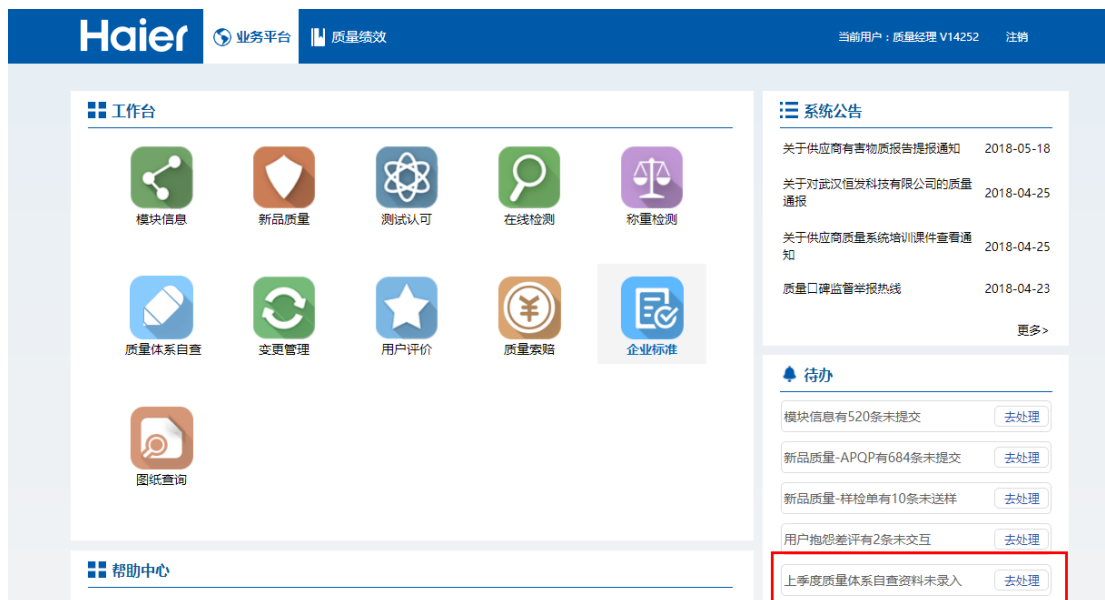 Haier
业务平台
质量绩效
当前用户：质量经理 V14252
注销
工作台
模块信息
新品质量
测试认可
在线检测
称重检测
质量体系自查
变更管理
用户评价
质量索赔
企业标准
图纸查询
帮助中心
系统公告
关于供应商有害物质报告提报通知 2018-05-18
关于对武汉恒发科技有限公司的质量
通报
2018-04-25
关于供应商质量系统培训课件查看通
知
2018-04-25
质量口碑监督举报热线 2018-04-23
更多>
待办
模块信息有520条未提交 去处理
新品质量-APQP有684条未提交 去处理
新品质量-样检单有10条未送样 去处理
用户抱怨差评有2条未交互 去处理
上季度质量体系自查资料未录入 去处理